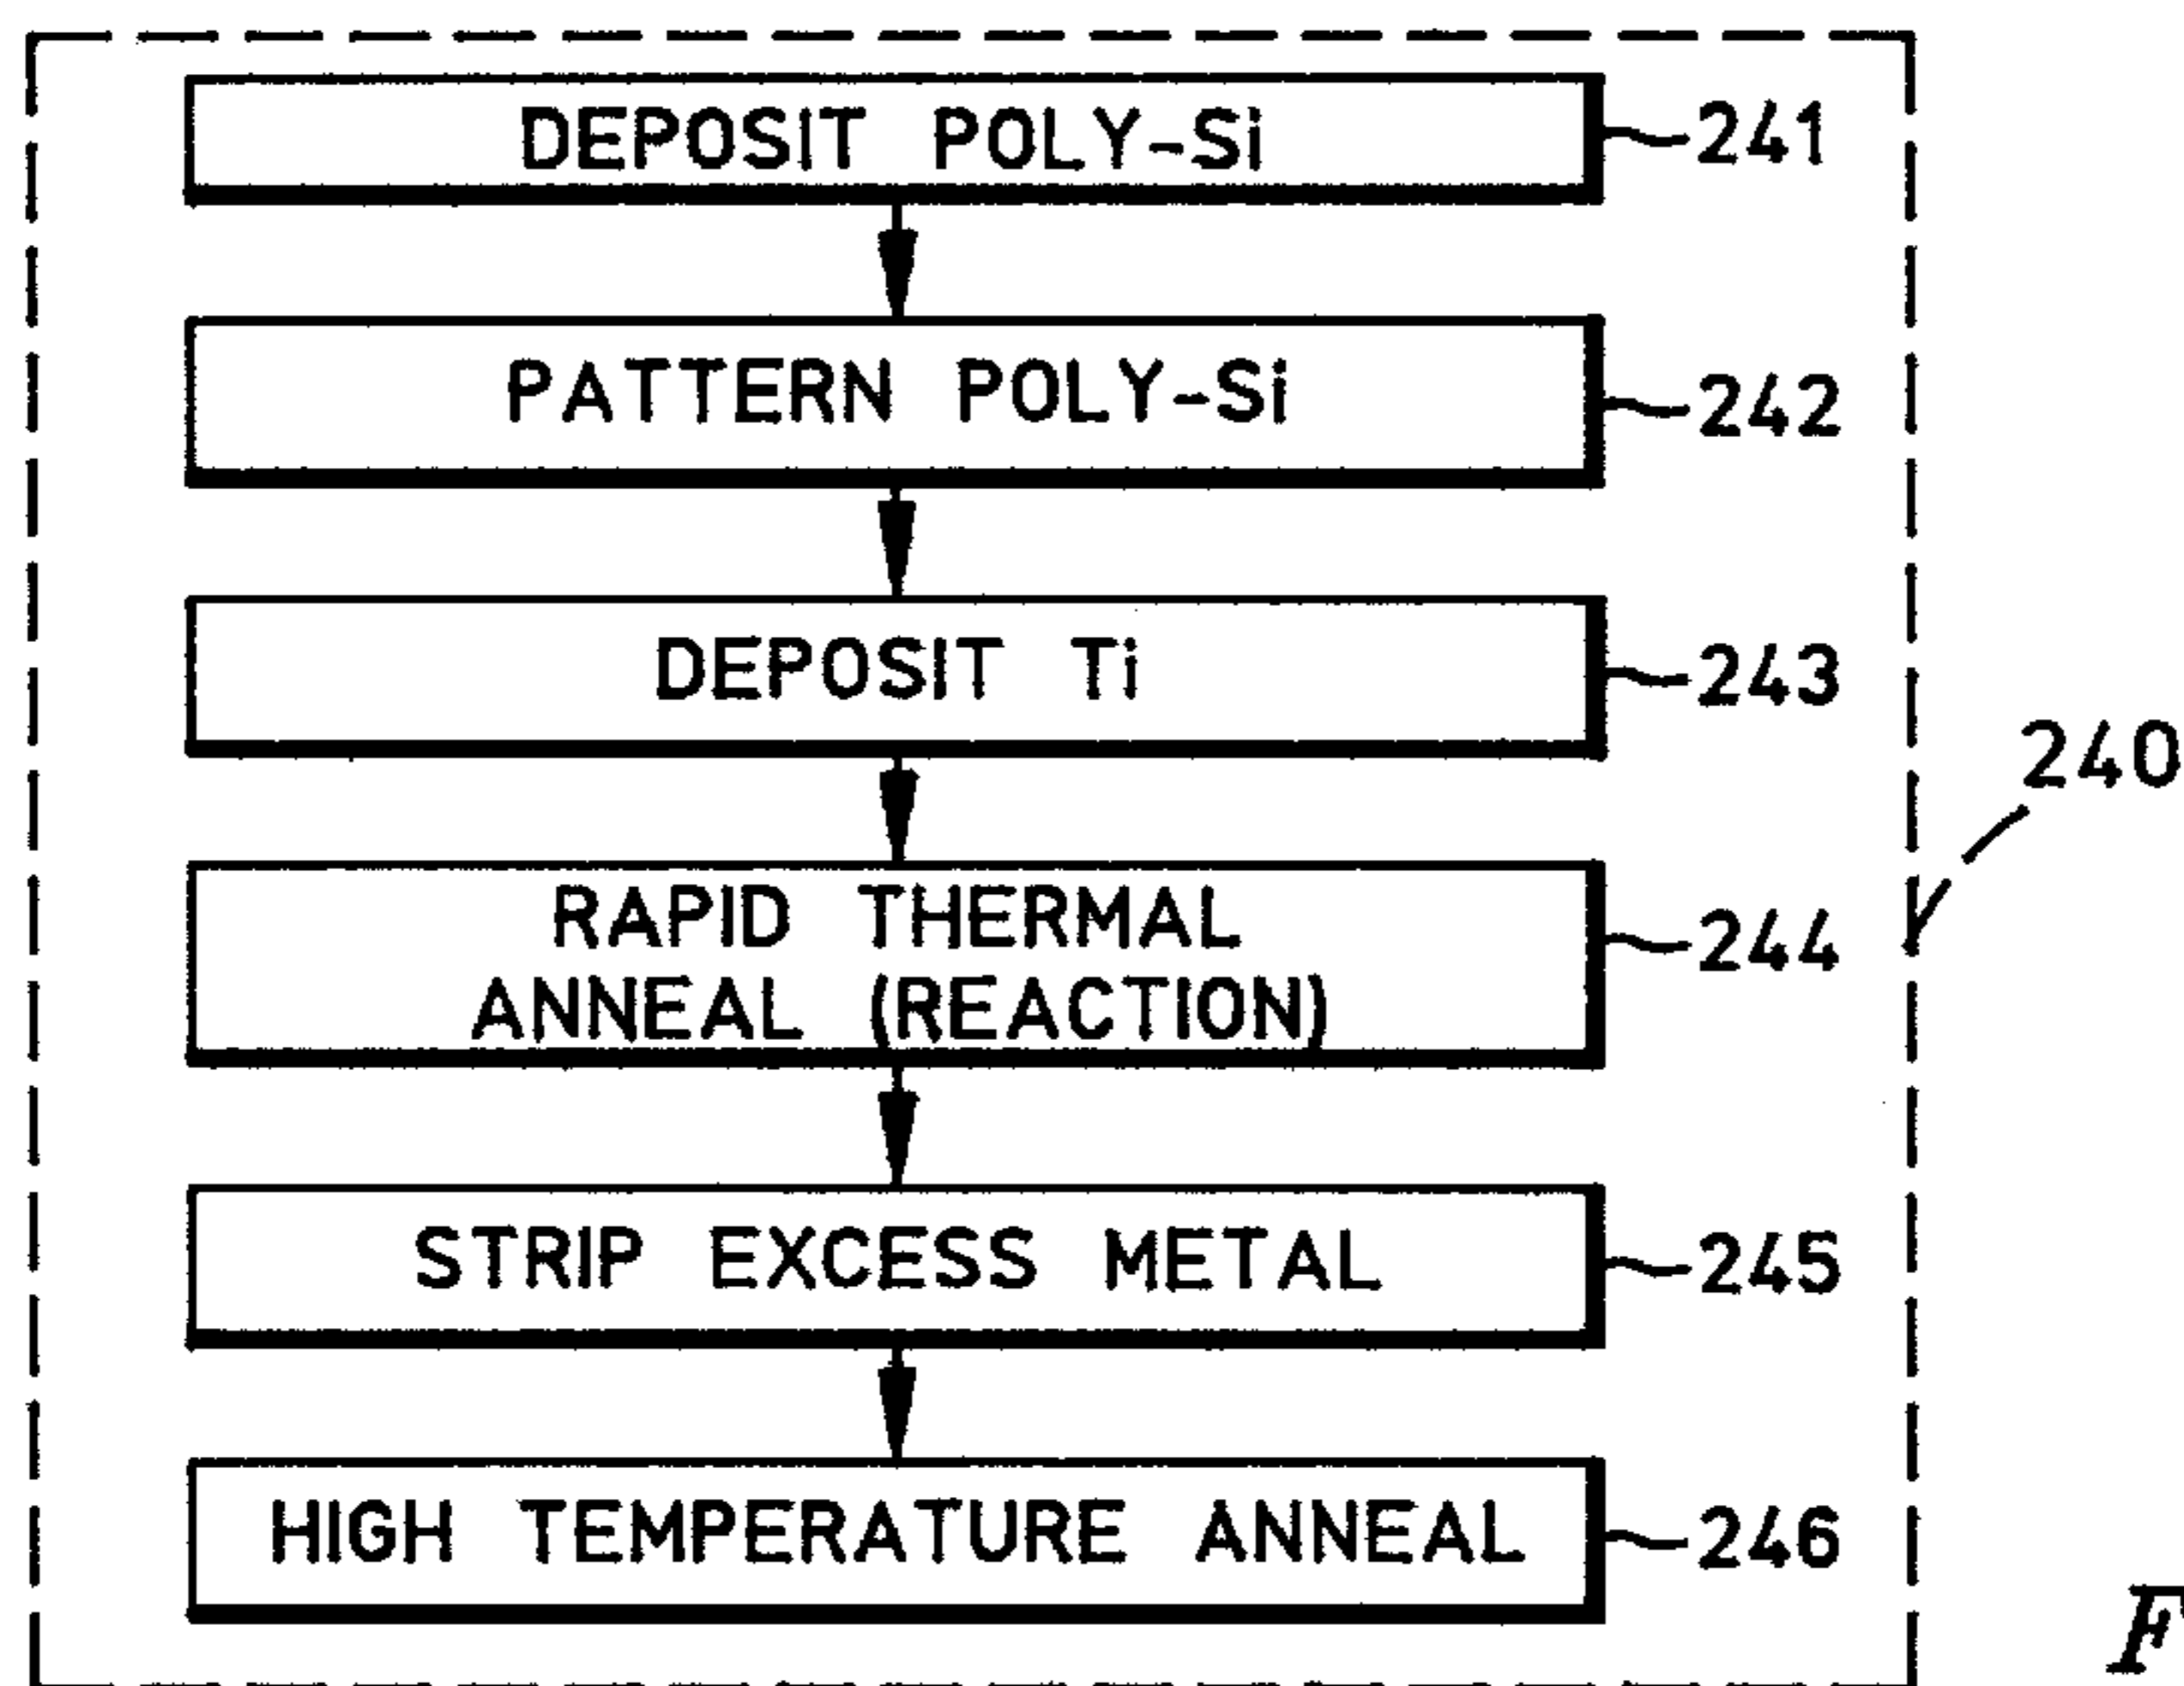 DEPOSIT POLY-Si
241
PATTERN POLY-Si
242
DEPOSIT Ti
243
240
RAPID THERMAL
ANNEAL (REACTION)
244
STRIP EXCESS METAL
245
HIGH TEMPERATURE ANNEAL
246
F